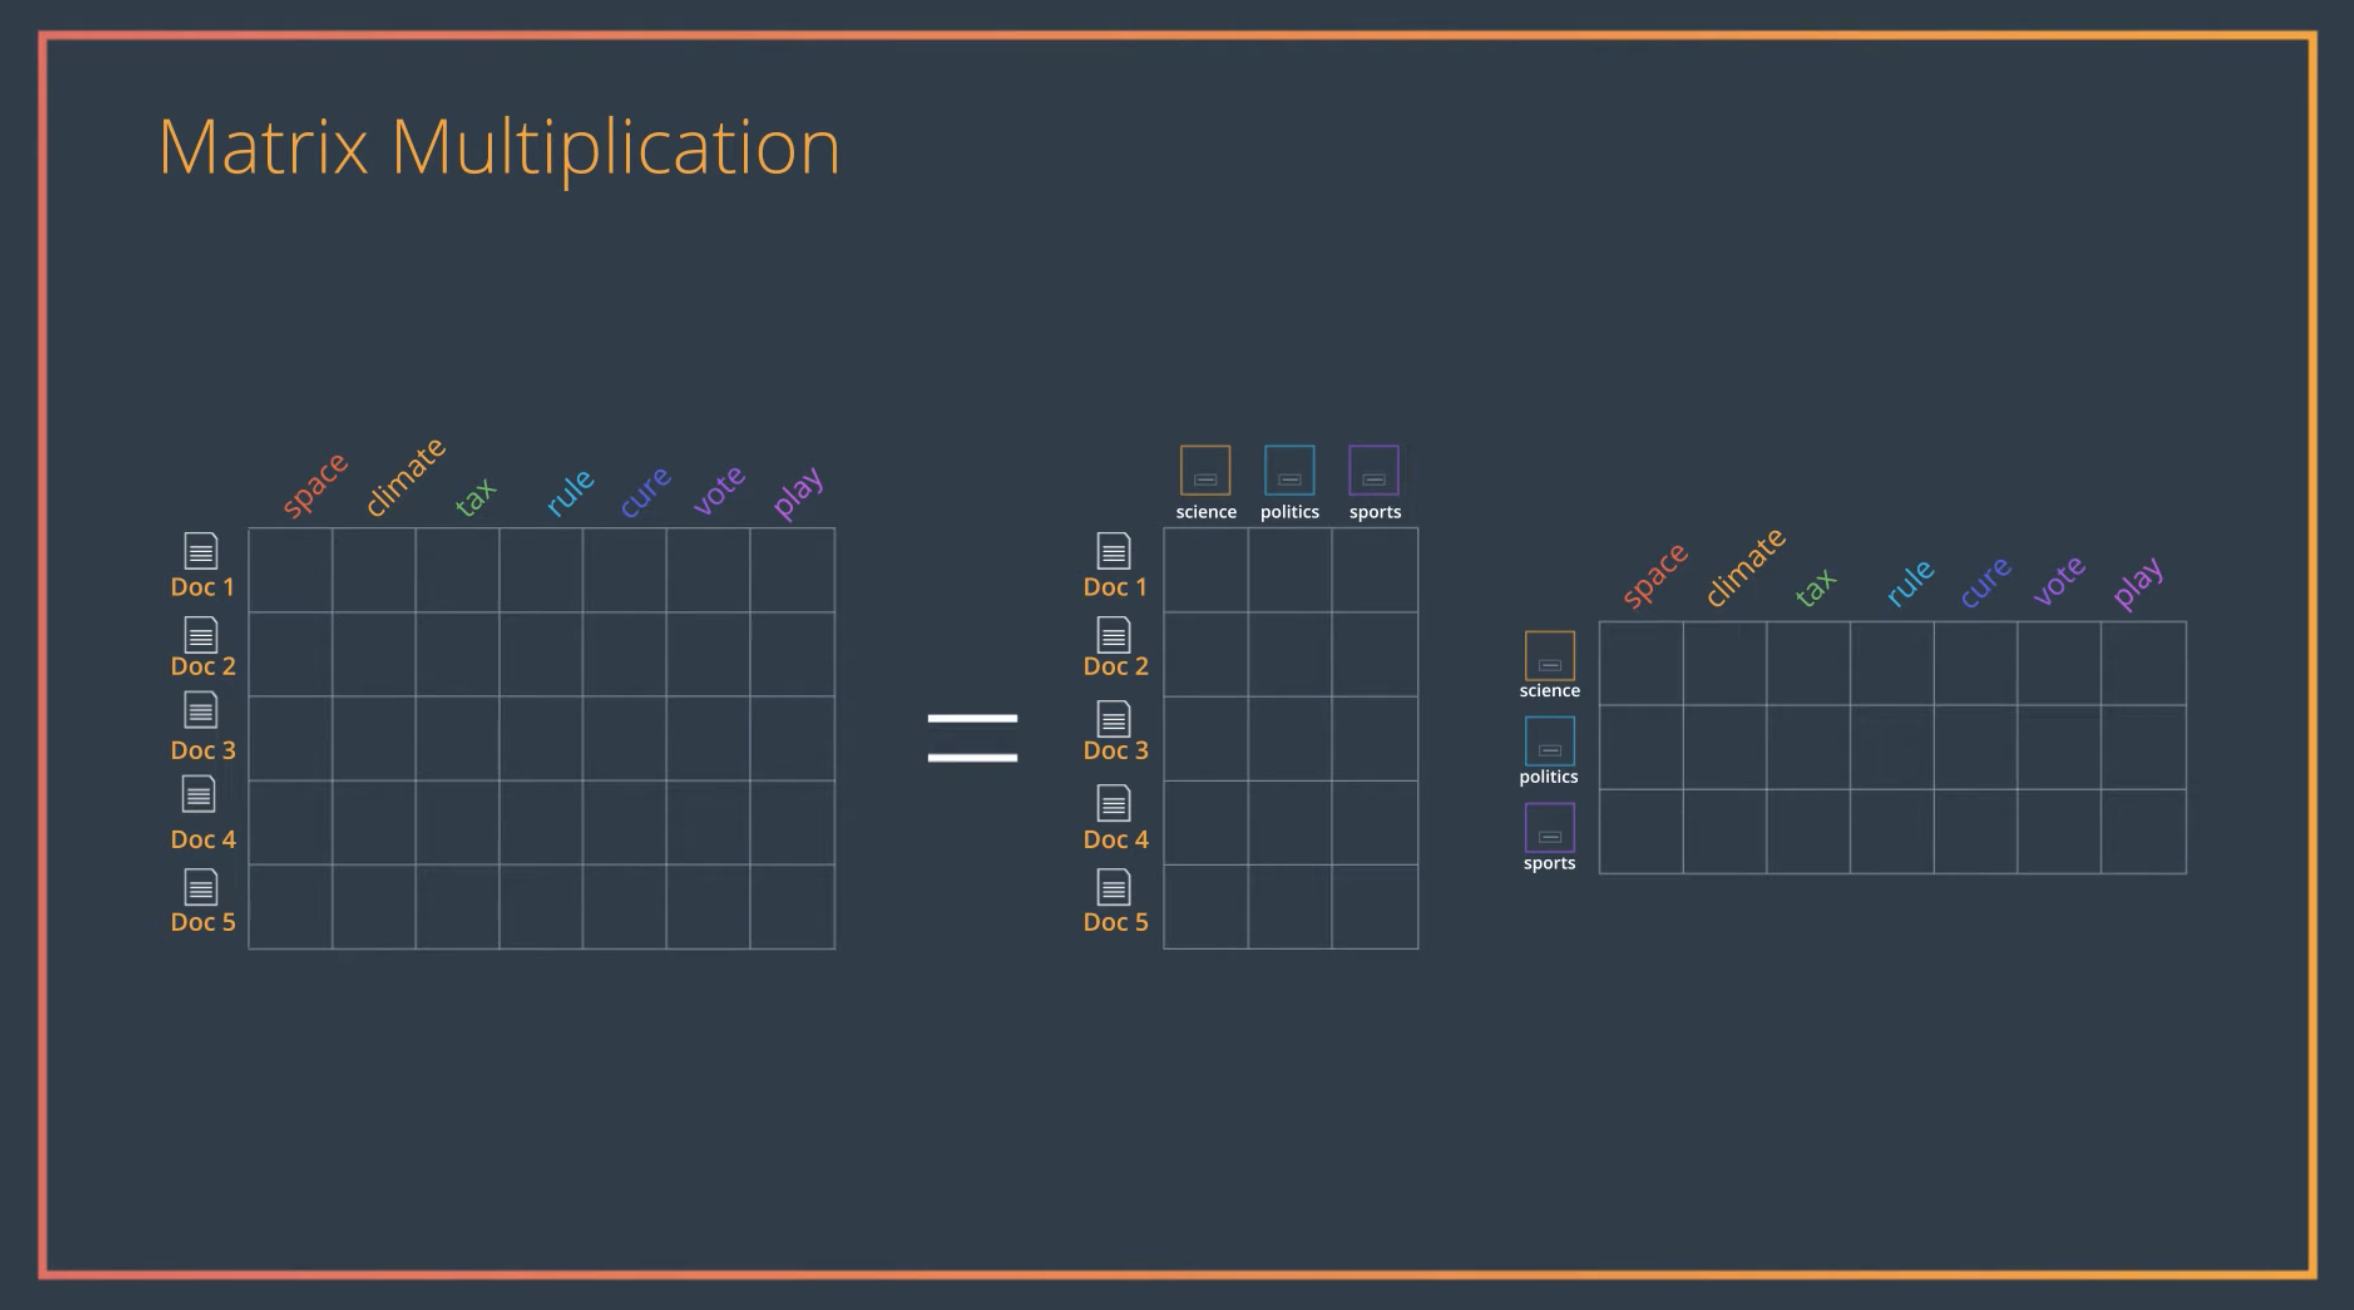 Matrix Multiplication
space climate tax rule cure vote play
Doc 1
Doc 2
Doc 3
Doc 4
Doc 5
science politics sports
Doc 1
Doc 2
Doc 3
Doc 4
Doc 5
space climate tax rule cure vote play
science
politics
sports